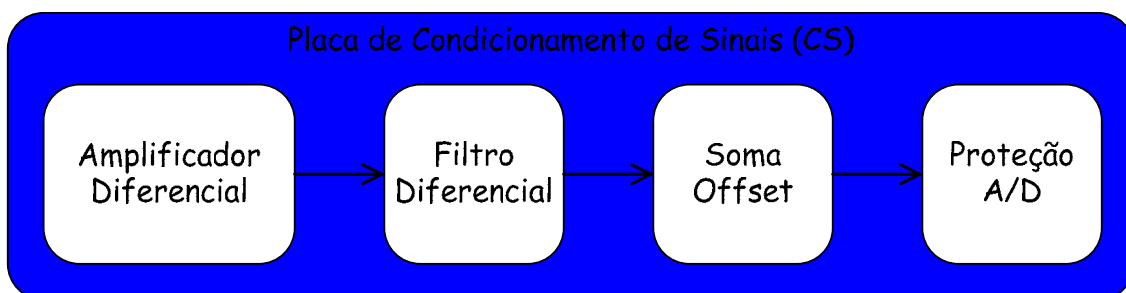 Placa de Condicionamento de Sinais (CS)
Amplificador
Diferencial
Filtro
Diferencial
Soma
Offset
Proteção
A/D